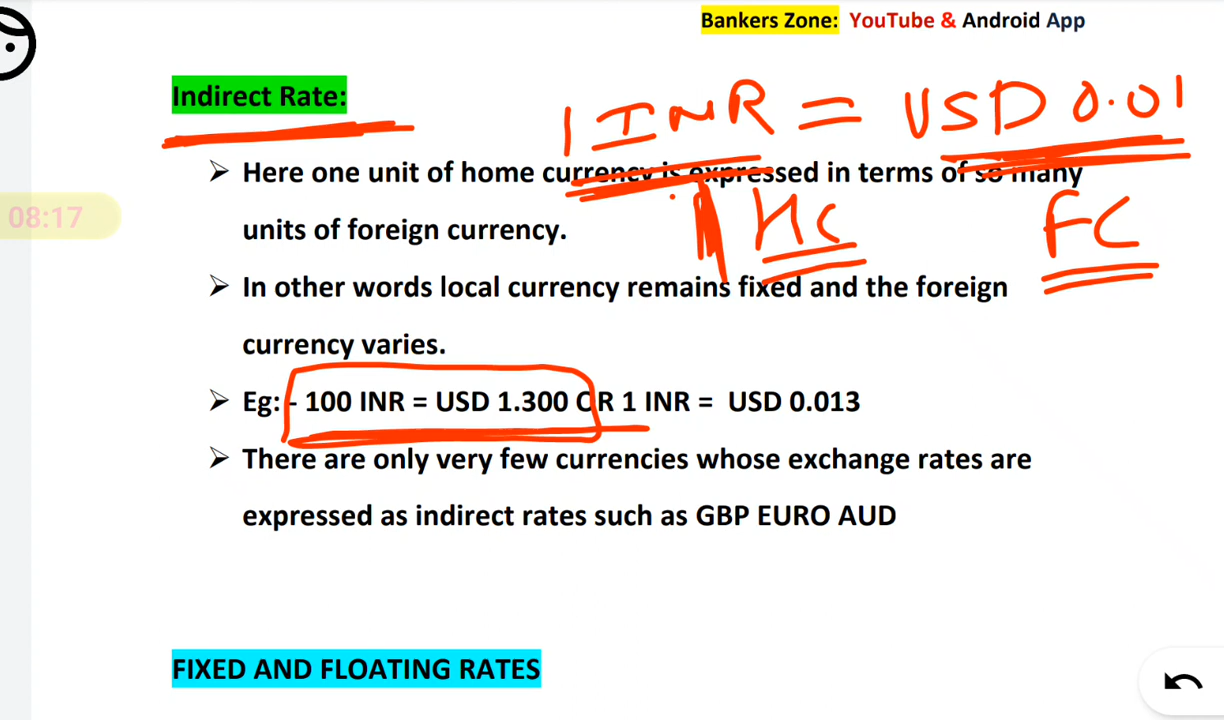 Bankers Zone: YouTube & Android App
Indirect Rate:
1 INR = USD 0.01
➢ Here one unit of home currency is expressed in terms of so many
HC FC
08:17
units of foreign currency.
➢ In other words local currency remains fixed and the foreign
currency varies.
➢ Eg: - 100 INR = USD 1.300 OR 1 INR = USD 0.013
➢ There are only very few currencies whose exchange rates are
expressed as indirect rates such as GBP EURO AUD
FIXED AND FLOATING RATES